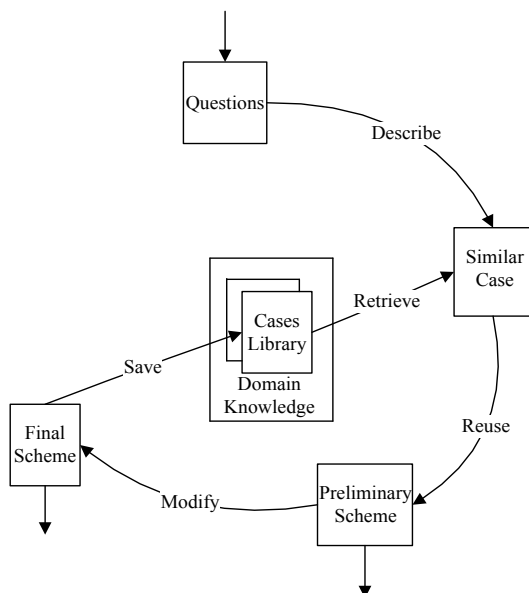 Questions
Describe
Similar
Case
Retrieve
Cases
Library
Domain
Knowledge
Save
Final
Scheme
Reuse
Preliminary
Scheme
Modify